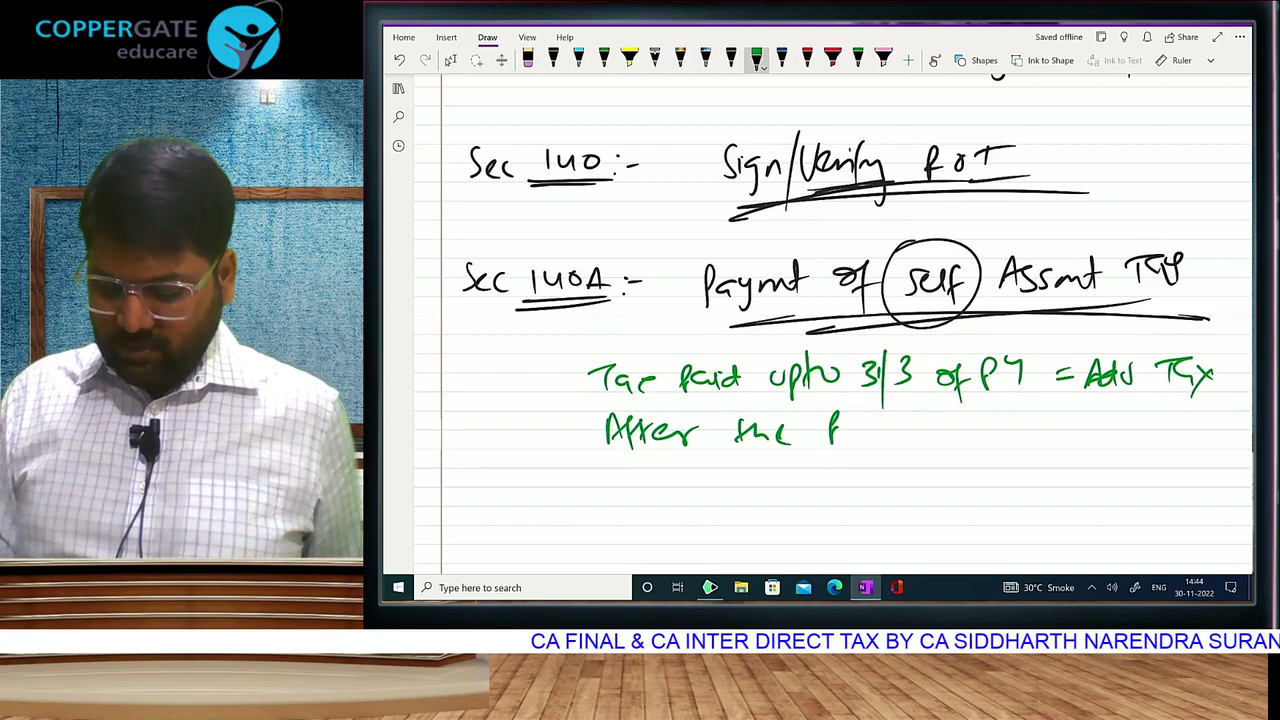 COPPERGATE
educare
Home Insert Draw View Help
Saved offline
Share
Shapes Ink to Shape Ink to Text Ruler
Sec 140 :- Sign/Verify ROI
Sec 140A :- Paymt of Self Assmt Tax
Tax Paid upto 31/3 of PY = Adv Tax
After the P
Type here to search
30°C Smoke
ENG
14:44
30-11-2022
CA FINAL & CA INTER DIRECT TAX BY CA SIDDHARTH NARENDRA SURAN